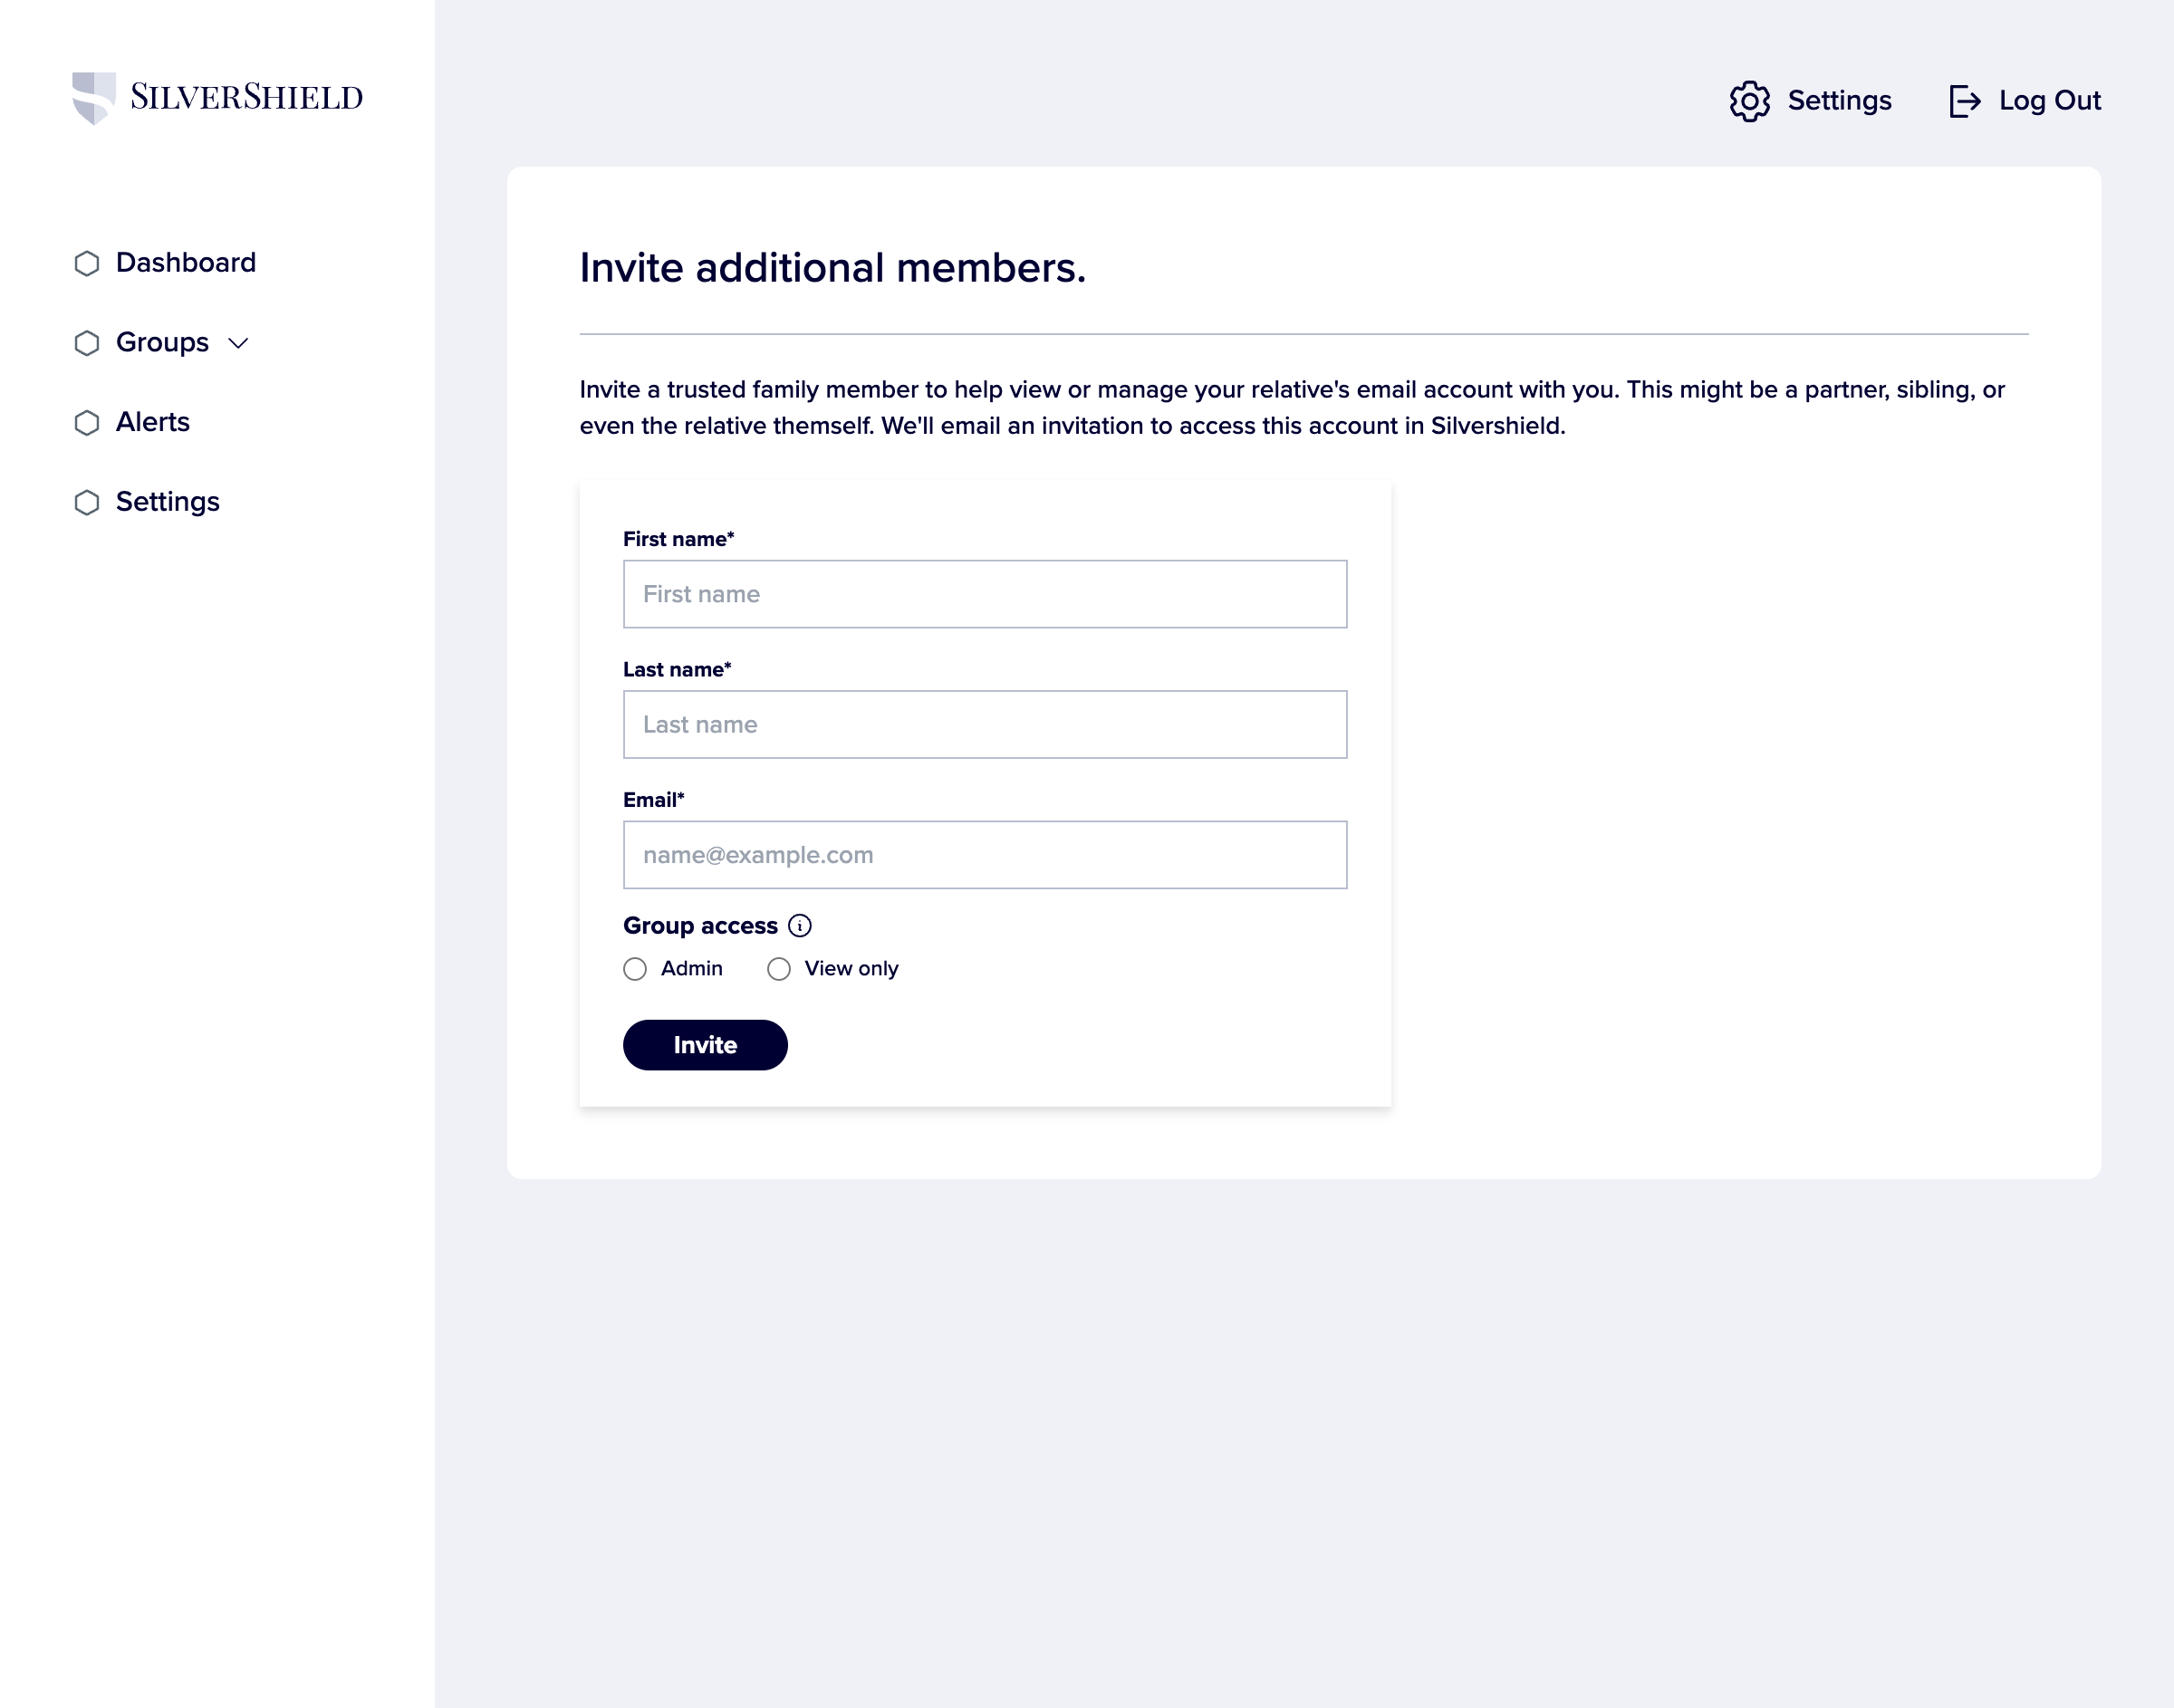 SILVERSHIELD
Settings
Log Out
Dashboard
Groups
Alerts
Settings
Invite additional members.
Invite a trusted family member to help view or manage your relative's email account with you. This might be a partner, sibling, or
even the relative themself. We'll email an invitation to access this account in Silvershield.
First name*
First name
Last name*
Last name
Email*
name@example.com
Group access
Admin View only
Invite